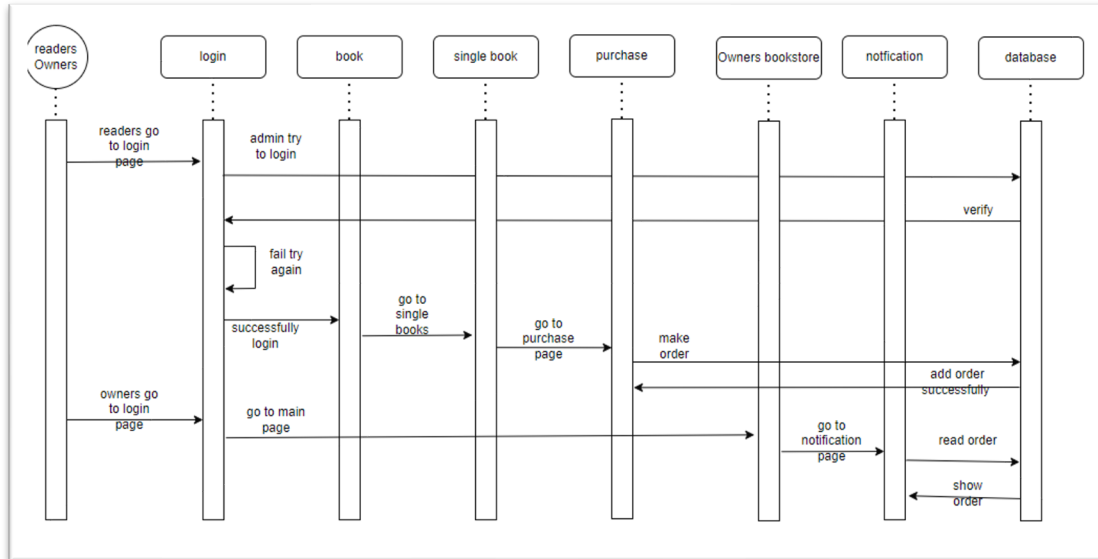 readers
Owners
login
book
single book
purchase
Owners bookstore
notfication
database
readers go
to login
page
admin try
to login
verify
fail try
again
go to
single
books
successfully
login
go to
purchase
page
make
order
add order
successfully
owners go
to login
page
go to main
page
go to
notification
page
read order
show
order